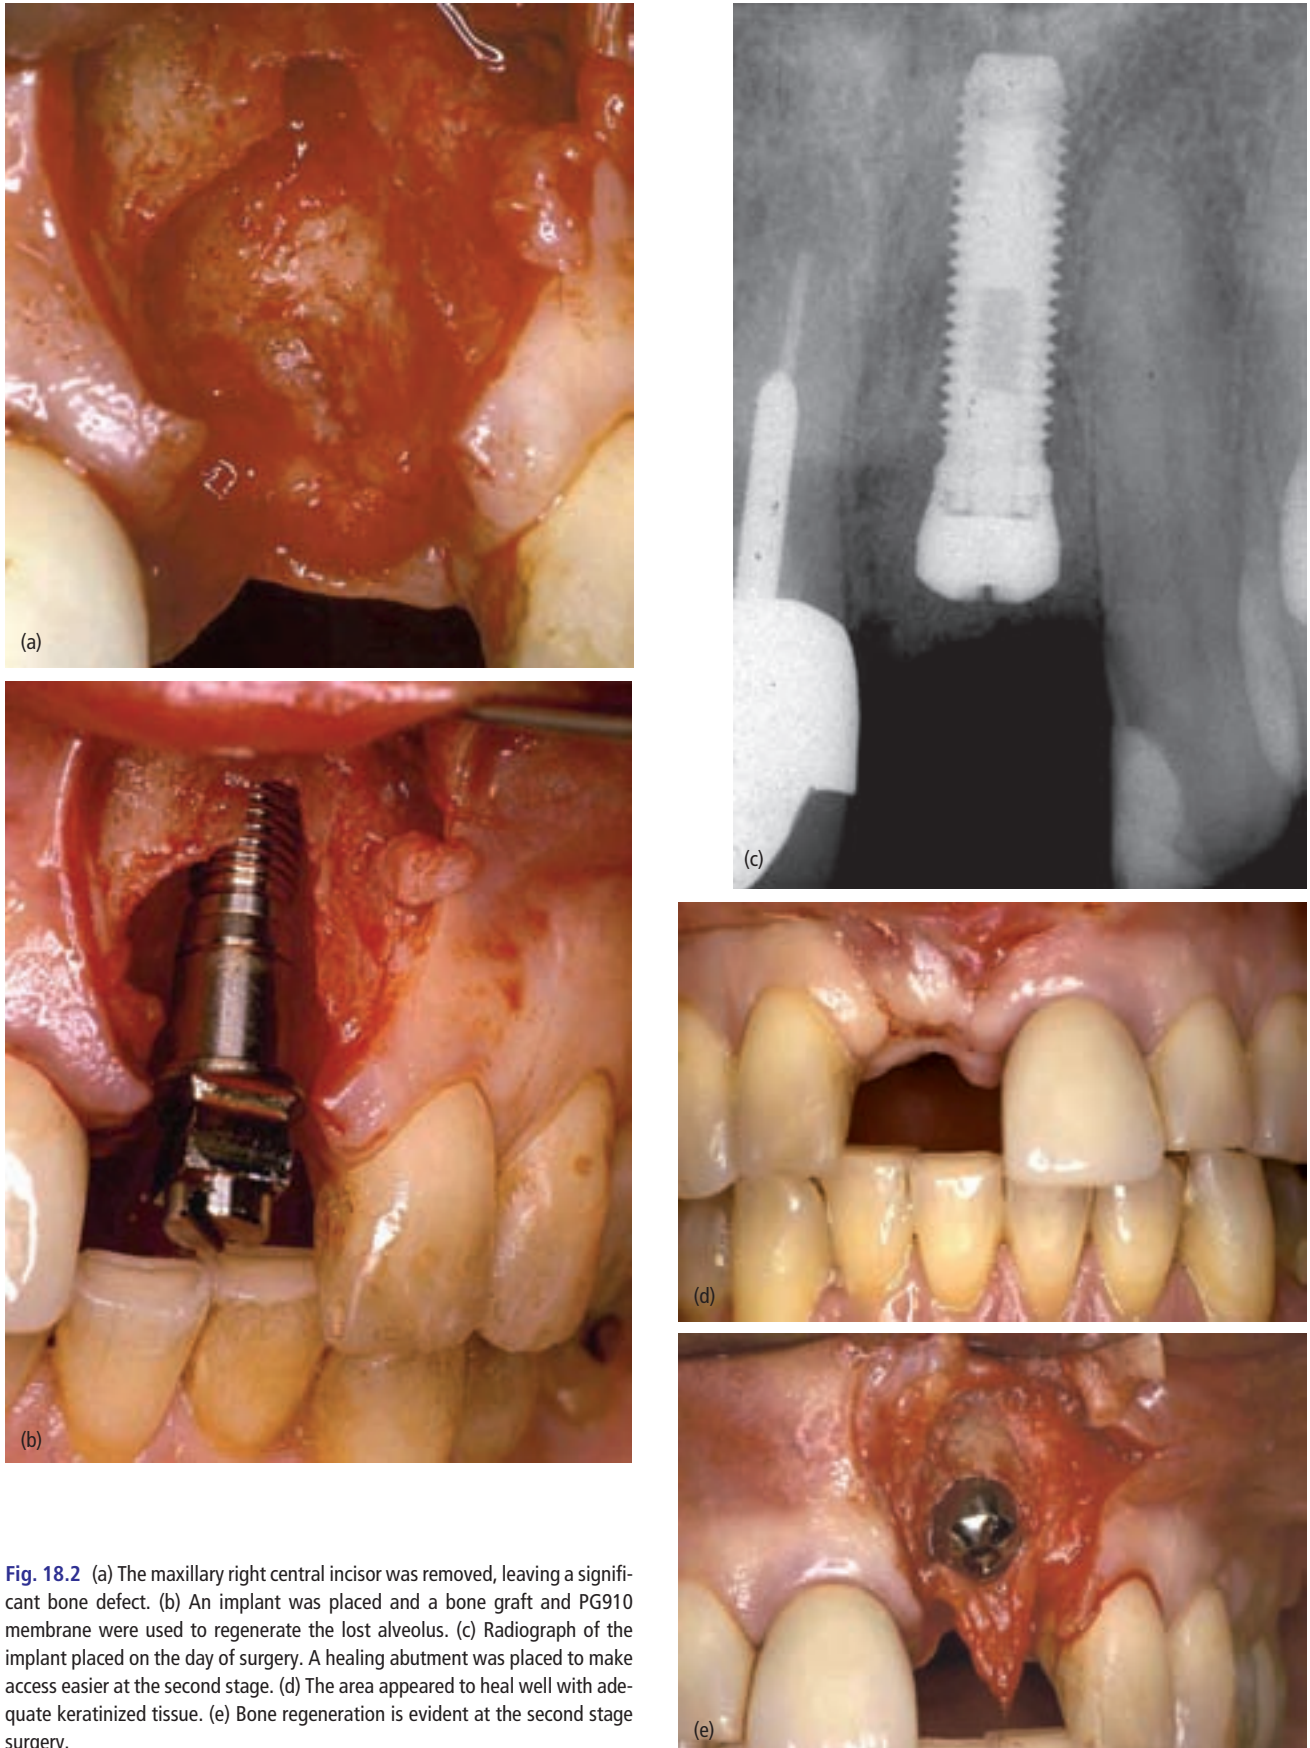 (a)
(b)
(c)
(d)
(e)
Fig. 18.2 (a) The maxillary right central incisor was removed, leaving a signifi-
cant bone defect. (b) An implant was placed and a bone graft and PG910
membrane were used to regenerate the lost alveolus. (c) Radiograph of the
implant placed on the day of surgery. A healing abutment was placed to make
access easier at the second stage. (d) The area appeared to heal well with ade-
quate keratinized tissue. (e) Bone regeneration is evident at the second stage
surgery.